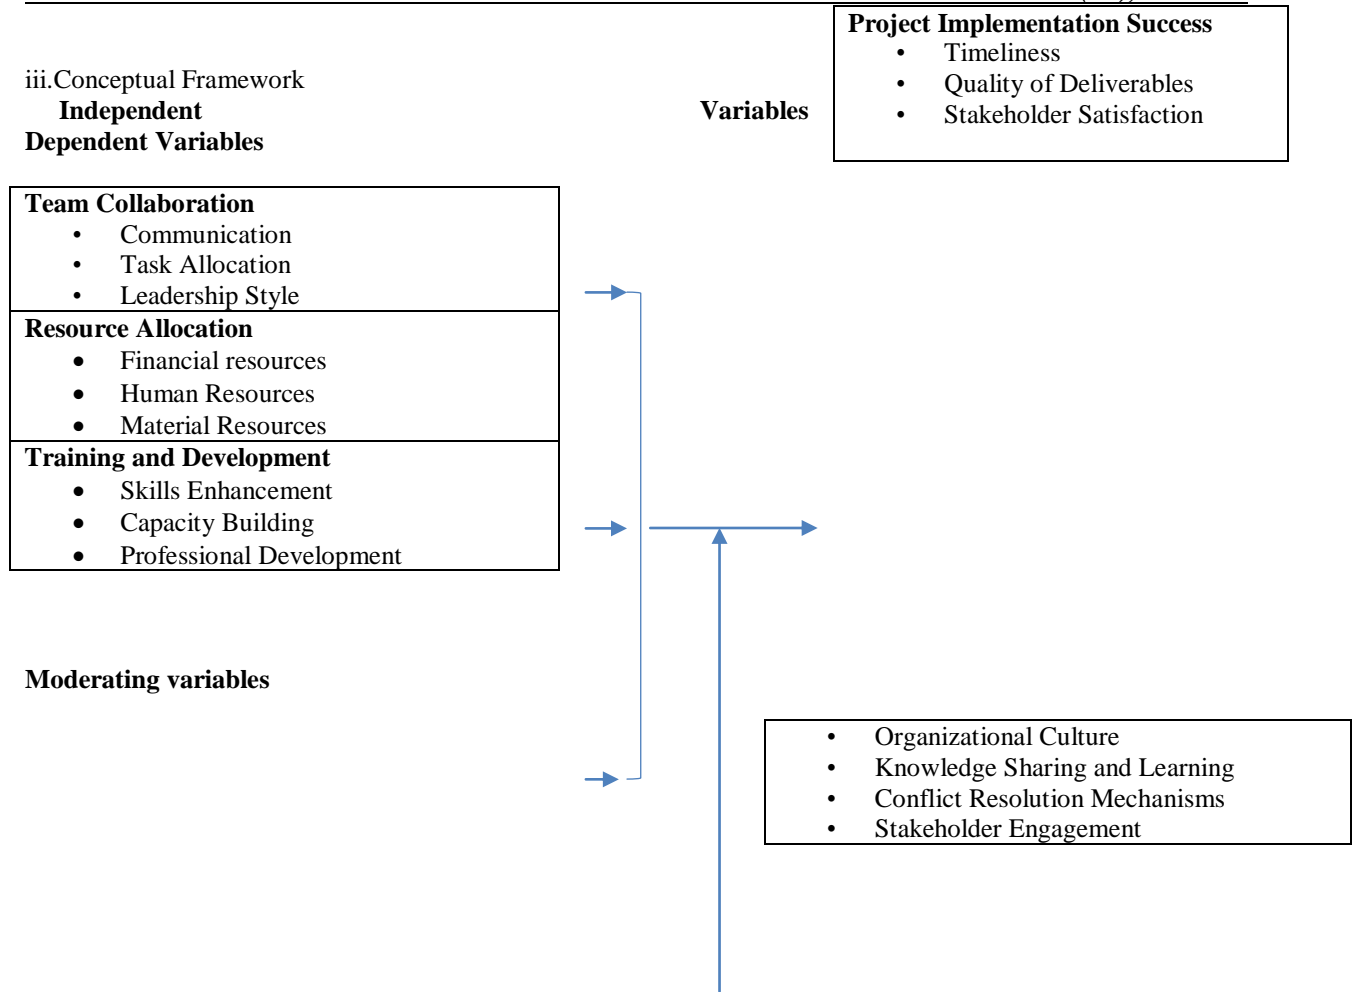 Project Implementation Success
• Timeliness
• Quality of Deliverables
• Stakeholder Satisfaction
iii.Conceptual Framework
Independent Variables
Dependent Variables
Team Collaboration
• Communication
• Task Allocation
• Leadership Style
Resource Allocation
• Financial resources
• Human Resources
• Material Resources
Training and Development
• Skills Enhancement
• Capacity Building
• Professional Development
Moderating variables
• Organizational Culture
• Knowledge Sharing and Learning
• Conflict Resolution Mechanisms
• Stakeholder Engagement